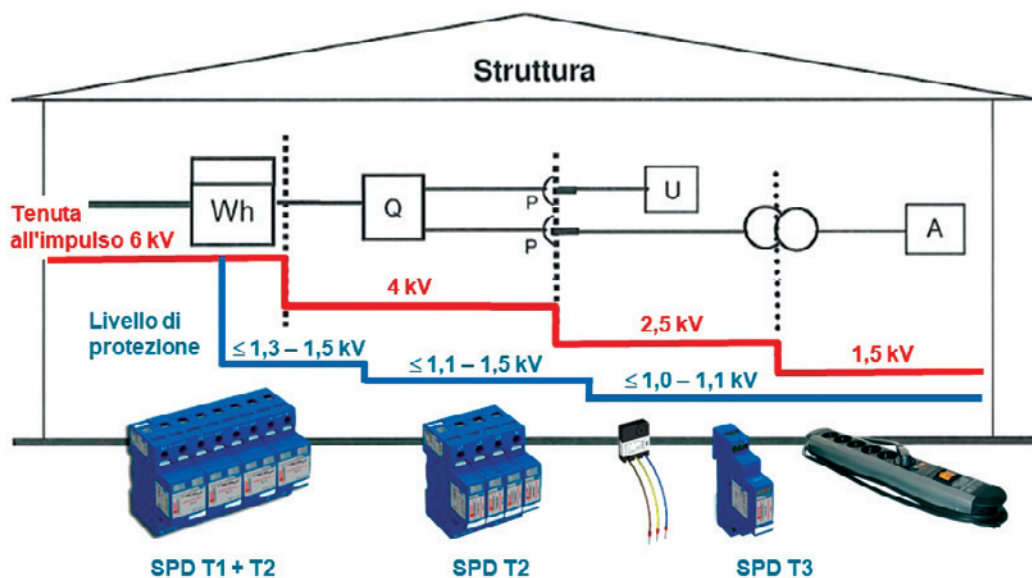 Struttura
Wh
Q
P
P
U
A
Tenuta
all'impulso 6 kV
4 kV
2,5 kV
1,5 kV
Livello di
protezione
≤ 1,3 – 1,5 kV
≤ 1,1 – 1,5 kV
≤ 1,0 – 1,1 kV
SPD T1 + T2
SPD T2
SPD T3